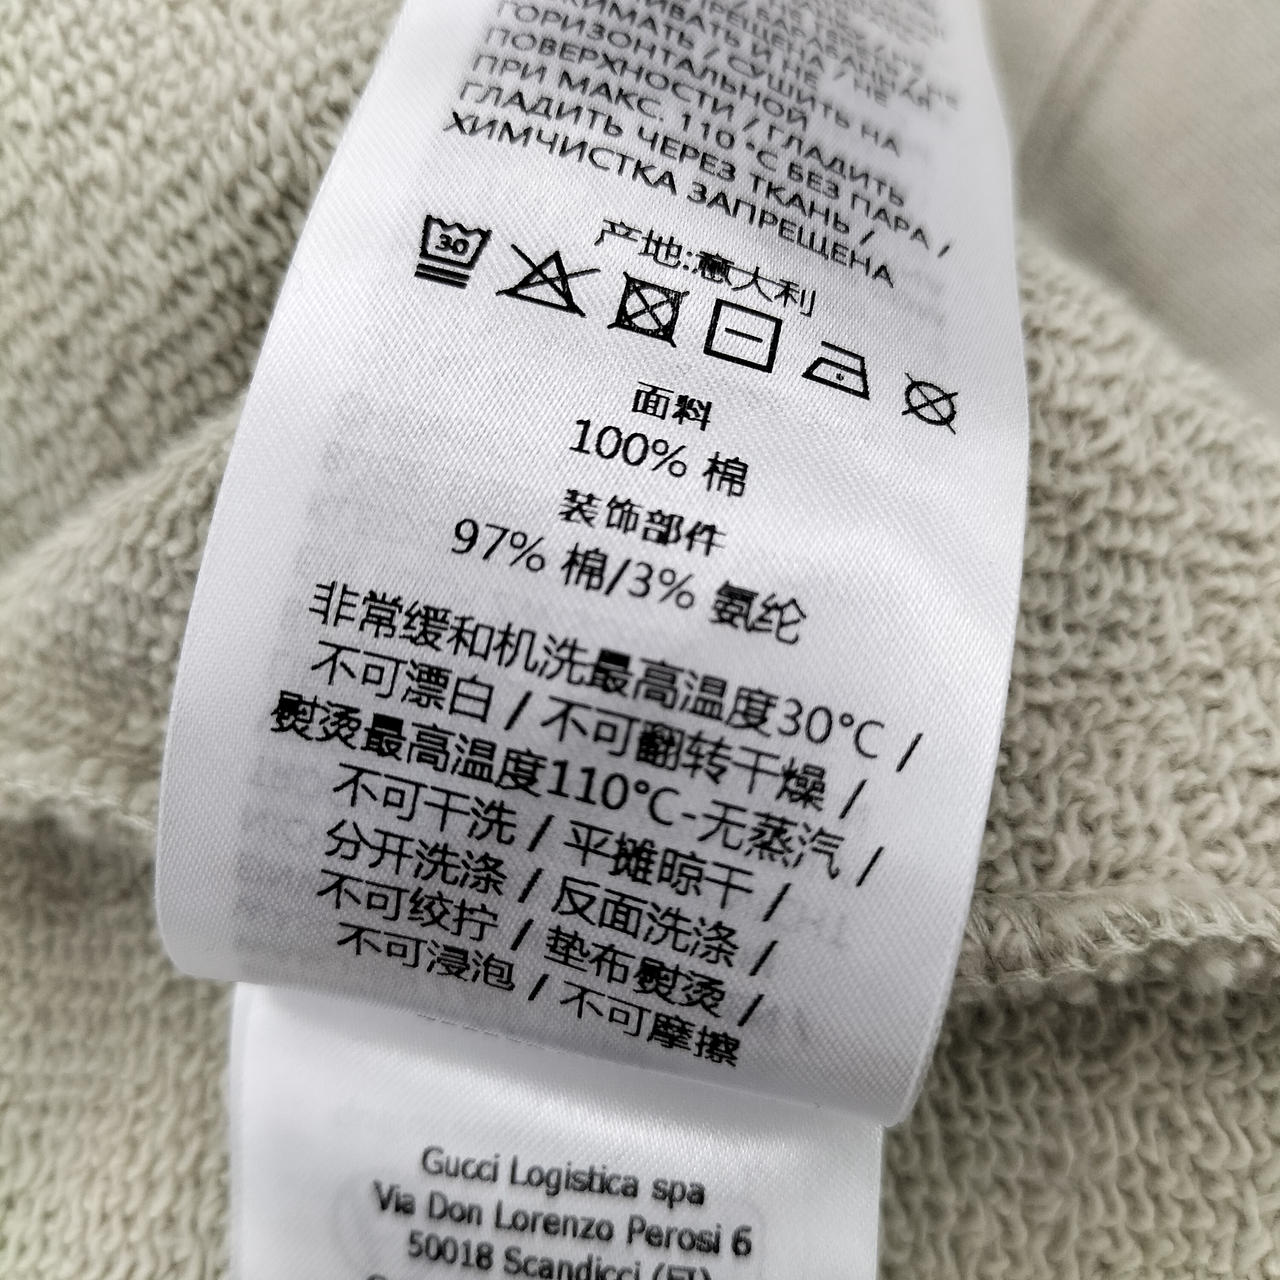 ГОРИЗОНТАЛЬНОЙ
ПОВЕРХНОСТИ / ГЛАДИТЬ
ПРИ МАКС. 110 °C БЕЗ ПАРА /
ГЛАДИТЬ ЧЕРЕЗ ТКАНЬ /
ХИМЧИСТКА ЗАПРЕЩЕНА
产地:意大利
30
面料
100% 棉
装饰部件
97% 棉/3% 氨纶
非常缓和机洗最高温度30°C /
不可漂白 / 不可翻转干燥 /
熨烫最高温度110°C-无蒸汽 /
不可干洗 / 平摊晾干 /
分开洗涤 / 反面洗涤 /
不可绞拧 / 垫布熨烫 /
不可浸泡 / 不可摩擦
Gucci Logistica spa
Via Don Lorenzo Perosi 6
50018 Scandicci (FI)